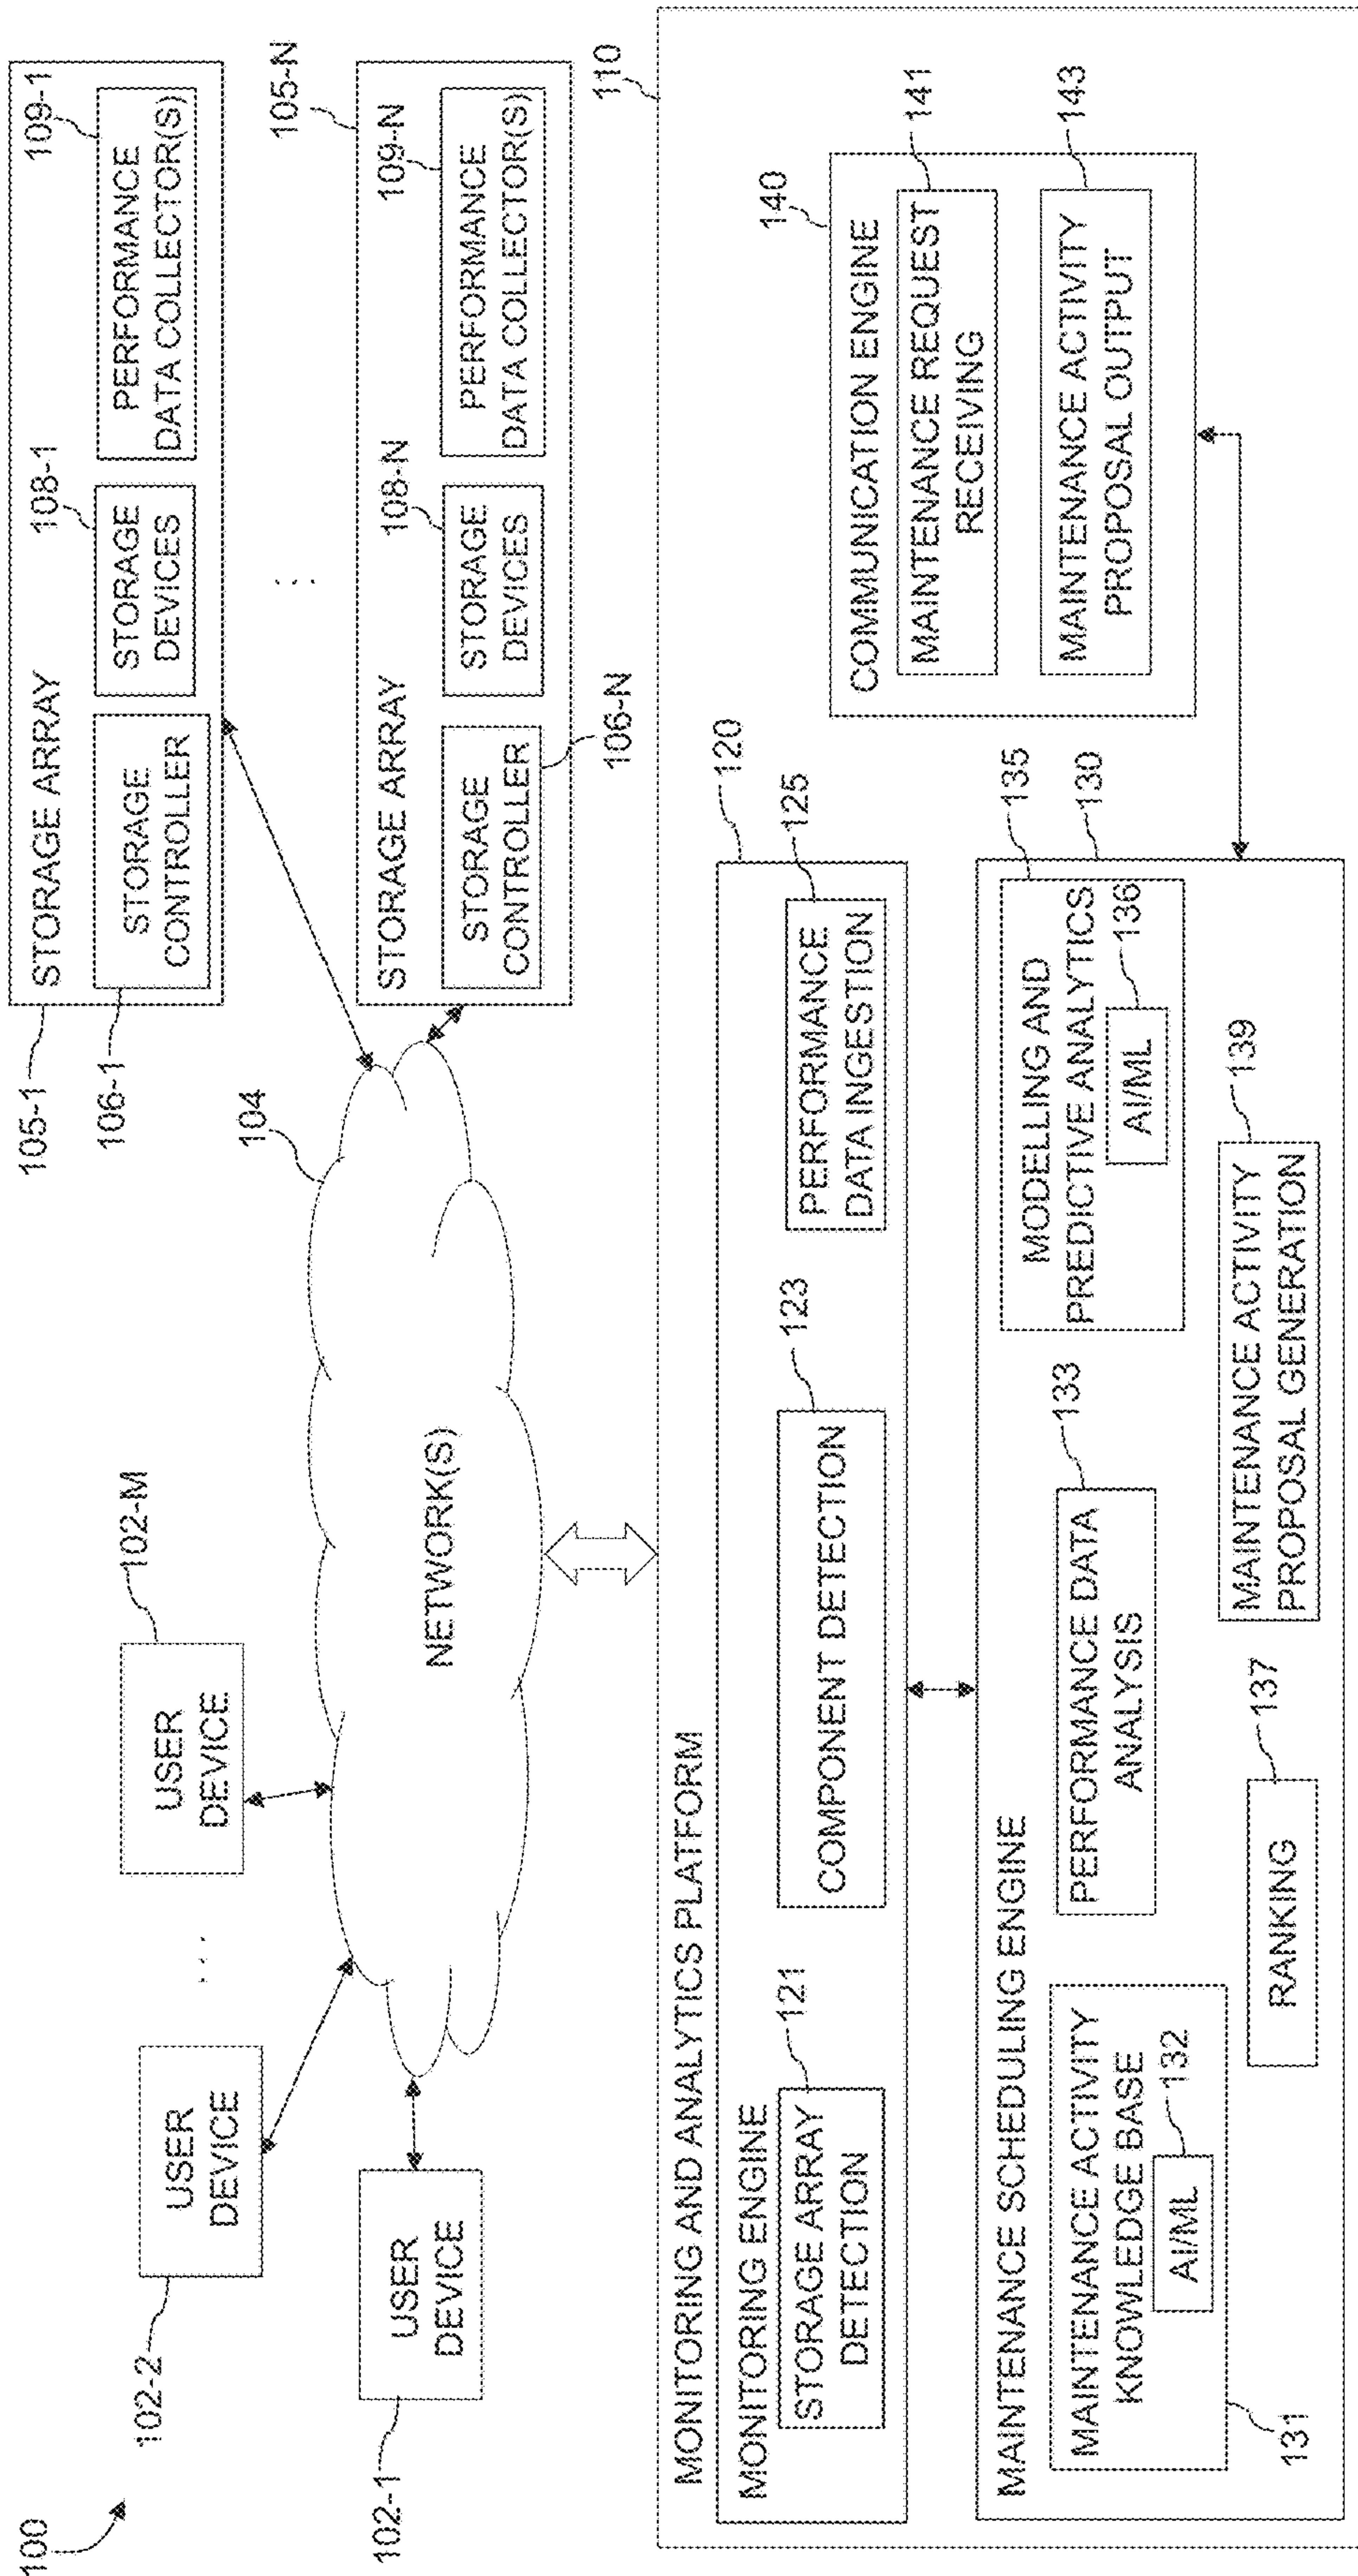 100
102-1
USER
DEVICE
102-2
USER
DEVICE
. . .
102-M
USER
DEVICE
104
NETWORK(S)
105-1
STORAGE ARRAY
106-1
STORAGE
CONTROLLER
108-1
STORAGE
DEVICES
109-1
PERFORMANCE
DATA COLLECTOR(S)
. . .
105-N
STORAGE ARRAY
106-N
STORAGE
CONTROLLER
108-N
STORAGE
DEVICES
109-N
PERFORMANCE
DATA COLLECTOR(S)
110
MONITORING AND ANALYTICS PLATFORM
120
MONITORING ENGINE
121
STORAGE ARRAY
DETECTION
123
COMPONENT DETECTION
125
PERFORMANCE
DATA INGESTION
130
MAINTENANCE SCHEDULING ENGINE
131
MAINTENANCE ACTIVITY
KNOWLEDGE BASE
132
AI/ML
133
PERFORMANCE DATA
ANALYSIS
135
MODELLING AND
PREDICTIVE ANALYTICS
136
AI/ML
137
RANKING
139
MAINTENANCE ACTIVITY
PROPOSAL GENERATION
140
COMMUNICATION ENGINE
141
MAINTENANCE REQUEST
RECEIVING
143
MAINTENANCE ACTIVITY
PROPOSAL OUTPUT